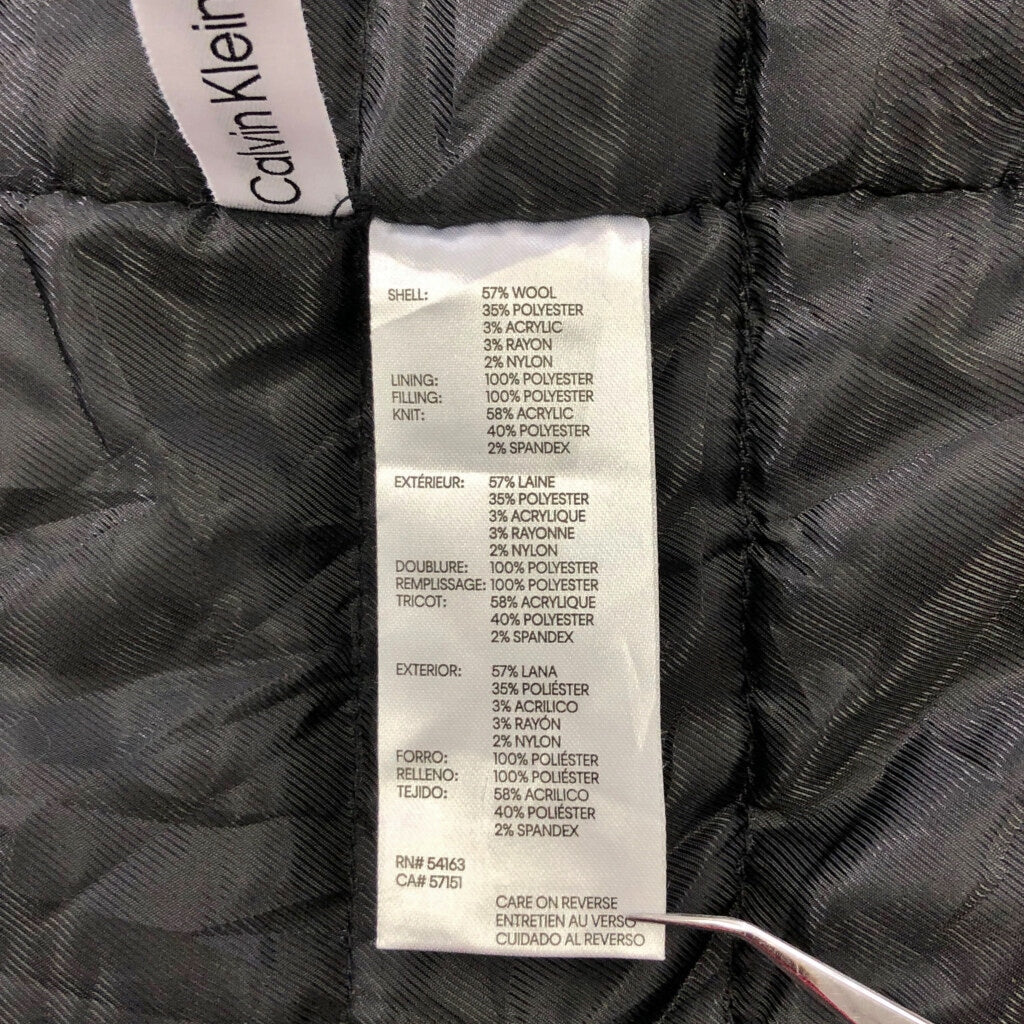 Calvin Klein
SHELL: 57% WOOL
35% POLYESTER
3% ACRYLIC
3% RAYON
2% NYLON
LINING: 100% POLYESTER
FILLING: 100% POLYESTER
KNIT: 58% ACRYLIC
40% POLYESTER
2% SPANDEX
EXTÉRIEUR: 57% LAINE
35% POLYESTER
3% ACRYLIQUE
3% RAYONNE
2% NYLON
DOUBLURE: 100% POLYESTER
REMPLISSAGE: 100% POLYESTER
TRICOT: 58% ACRYLIQUE
40% POLYESTER
2% SPANDEX
EXTERIOR: 57% LANA
35% POLIÉSTER
3% ACRILICO
3% RAYÓN
2% NYLON
FORRO: 100% POLIÉSTER
RELLENO: 100% POLIÉSTER
TEJIDO: 58% ACRILICO
40% POLIÉSTER
2% SPANDEX
RN# 54163
CA# 57151
CARE ON REVERSE
ENTRETIEN AU VERSO
CUIDADO AL REVERSO